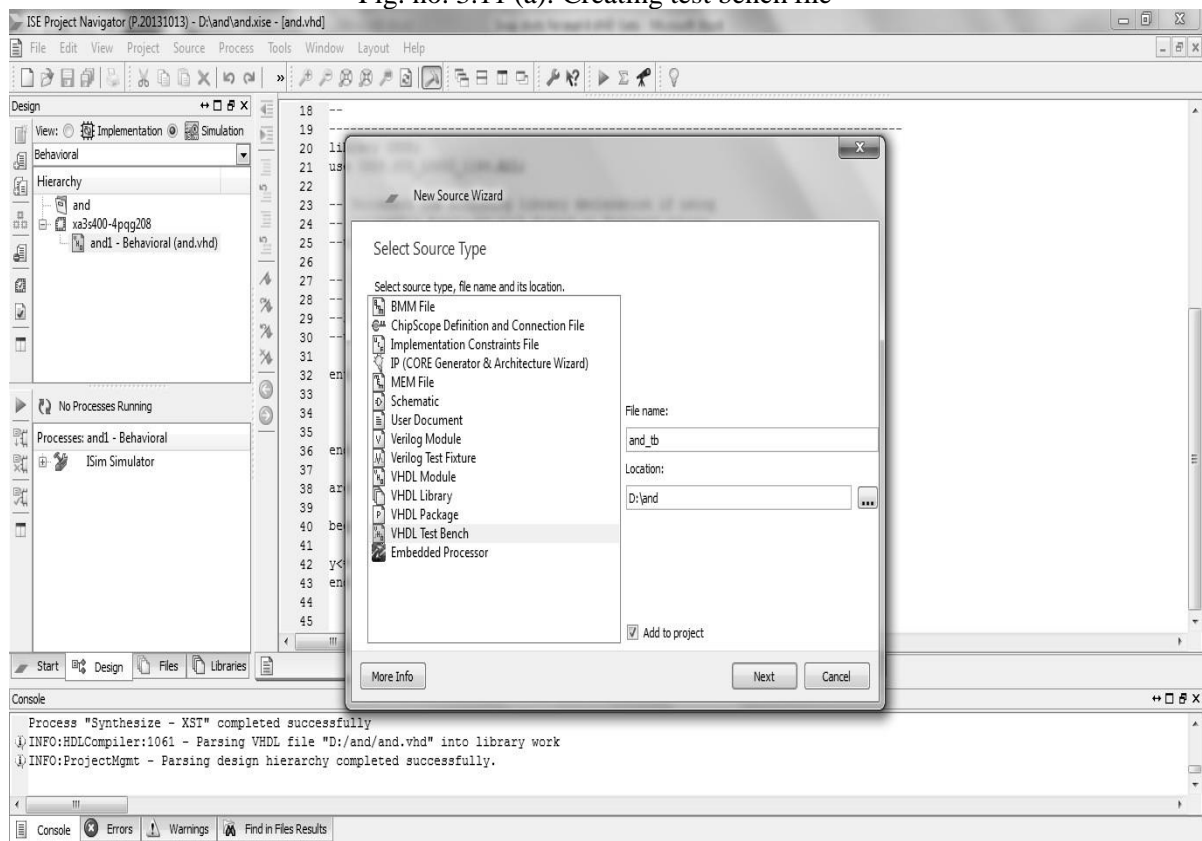 Fig. no. 3.11 (a): Creating test bench file
ISE Project Navigator (P.20131013) - D:\and\and.xise - [and.vhd]
File Edit View Project Source Process Tools Window Layout Help
Design
View: Implementation Simulation
Behavioral
Hierarchy
and
xa3s400-4pqg208
and1 - Behavioral (and.vhd)
No Processes Running
Processes: and1 - Behavioral
ISim Simulator
Start Design Files Libraries
18 --
19 --
20
21
22
23 --
24 --
25 --
26
27 --
28 --
29 --
30 --
31
32
33
34
35
36
37
38
39
40
41
42 y<
43
44
45
New Source Wizard
Select Source Type
Select source type, file name and its location.
BMM File
ChipScope Definition and Connection File
Implementation Constraints File
IP (CORE Generator & Architecture Wizard)
MEM File
Schematic
User Document
Verilog Module
Verilog Test Fixture
VHDL Module
VHDL Library
VHDL Package
VHDL Test Bench
Embedded Processor
File name:
and_tb
Location:
D:\and
...
Add to project
More Info Next Cancel
Console
Process "Synthesize - XST" completed successfully
INFO:HDLCompiler:1061 - Parsing VHDL file "D:/and/and.vhd" into library work
INFO:ProjectMgmt - Parsing design hierarchy completed successfully.
Console Errors Warnings Find in Files Results